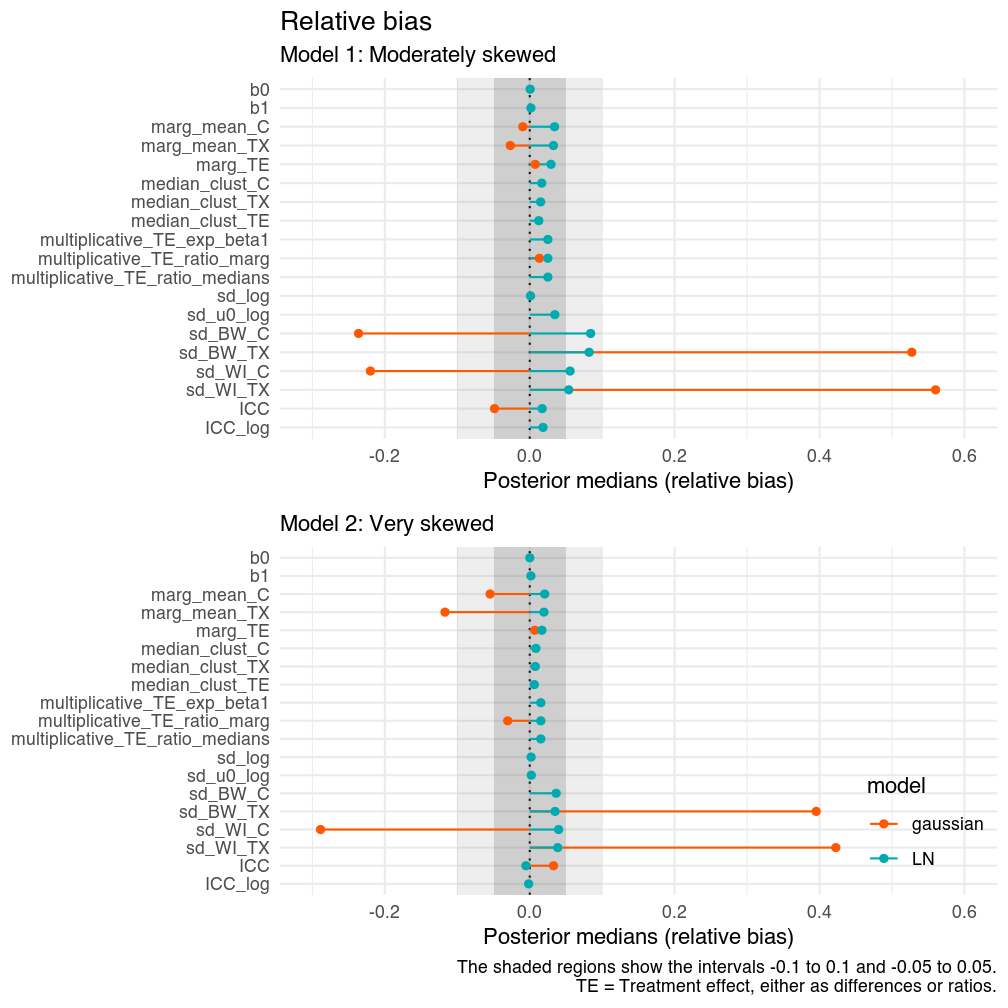 Relative bias
Model 1: Moderately skewed
b0
b1
marg_mean_C
marg_mean_TX
marg_TE
median_clust_C
median_clust_TX
median_clust_TE
multiplicative_TE_exp_beta1
multiplicative_TE_ratio_marg
multiplicative_TE_ratio_medians
sd_log
sd_u0_log
sd_BW_C
sd_BW_TX
sd_WI_C
sd_WI_TX
ICC
ICC_log
-0.2 0.0 0.2 0.4 0.6
Posterior medians (relative bias)
Model 2: Very skewed
b0
b1
marg_mean_C
marg_mean_TX
marg_TE
median_clust_C
median_clust_TX
median_clust_TE
multiplicative_TE_exp_beta1
multiplicative_TE_ratio_marg
multiplicative_TE_ratio_medians
sd_log
sd_u0_log
sd_BW_C
sd_BW_TX
sd_WI_C
sd_WI_TX
ICC
ICC_log
model
gaussian
LN
-0.2 0.0 0.2 0.4 0.6
Posterior medians (relative bias)
The shaded regions show the intervals -0.1 to 0.1 and -0.05 to 0.05.
TE = Treatment effect, either as differences or ratios.